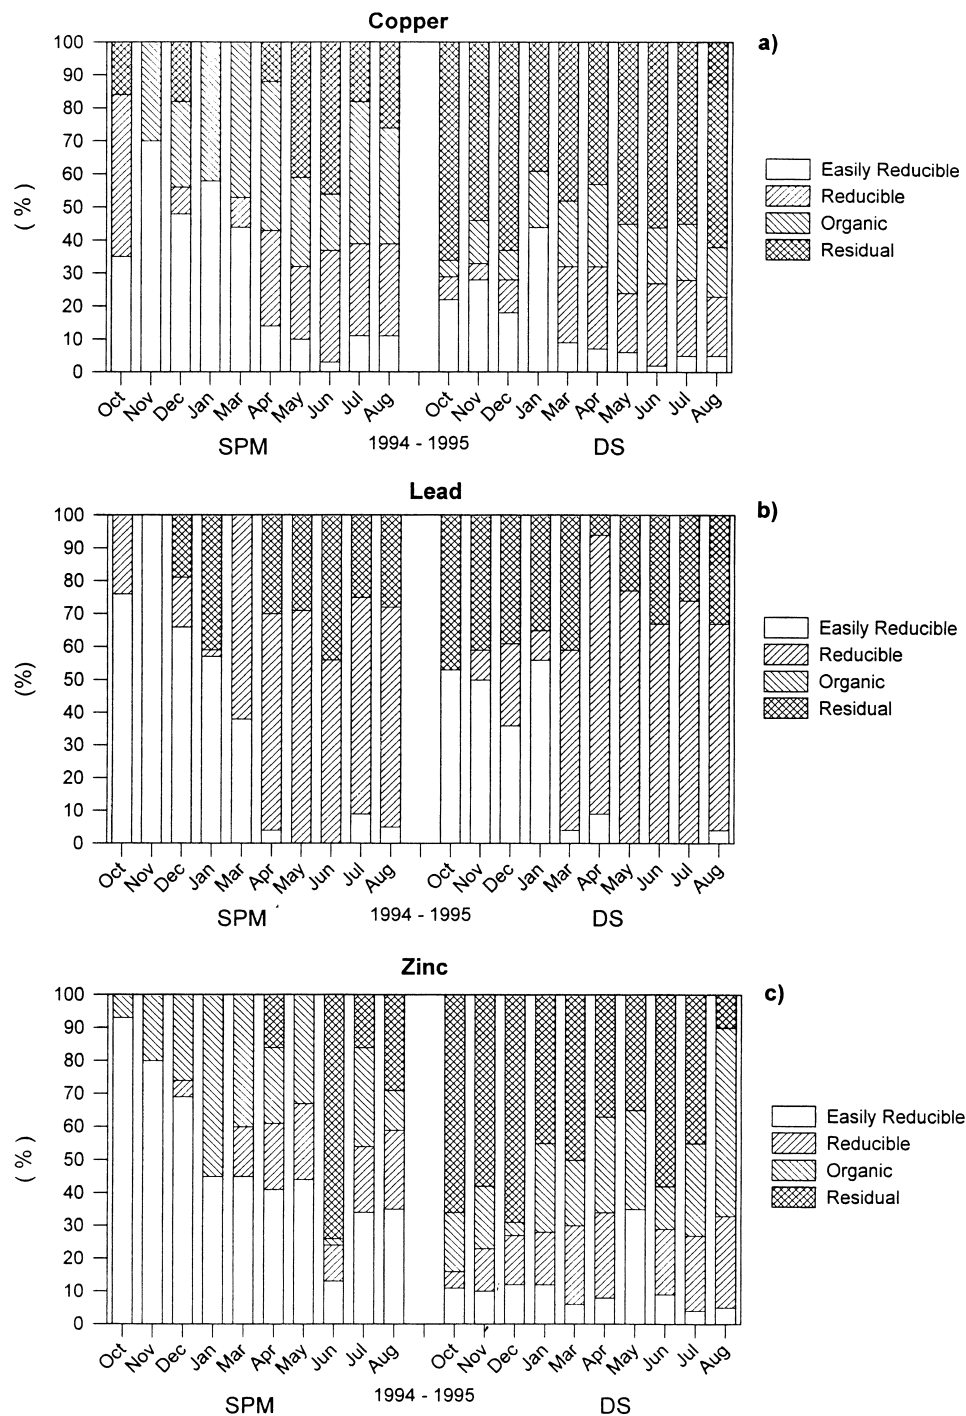 Copper
a)
100
90
80
70
60
50
40
30
20
10
0
( % )
Easily Reducible
Reducible
Organic
Residual
Oct Nov Dec Jan Mar Apr May Jun Jul Aug Oct Nov Dec Jan Mar Apr May Jun Jul Aug
SPM 1994 - 1995 DS
Lead
b)
100
90
80
70
60
50
40
30
20
10
0
(%)
Easily Reducible
Reducible
Organic
Residual
Oct Nov Dec Jan Mar Apr May Jun Jul Aug Oct Nov Dec Jan Mar Apr May Jun Jul Aug
SPM 1994 - 1995 DS
Zinc
c)
100
90
80
70
60
50
40
30
20
10
0
( % )
Easily Reducible
Reducible
Organic
Residual
Oct Nov Dec Jan Mar Apr May Jun Jul Aug Oct Nov Dec Jan Mar Apr May Jun Jul Aug
SPM 1994 - 1995 DS